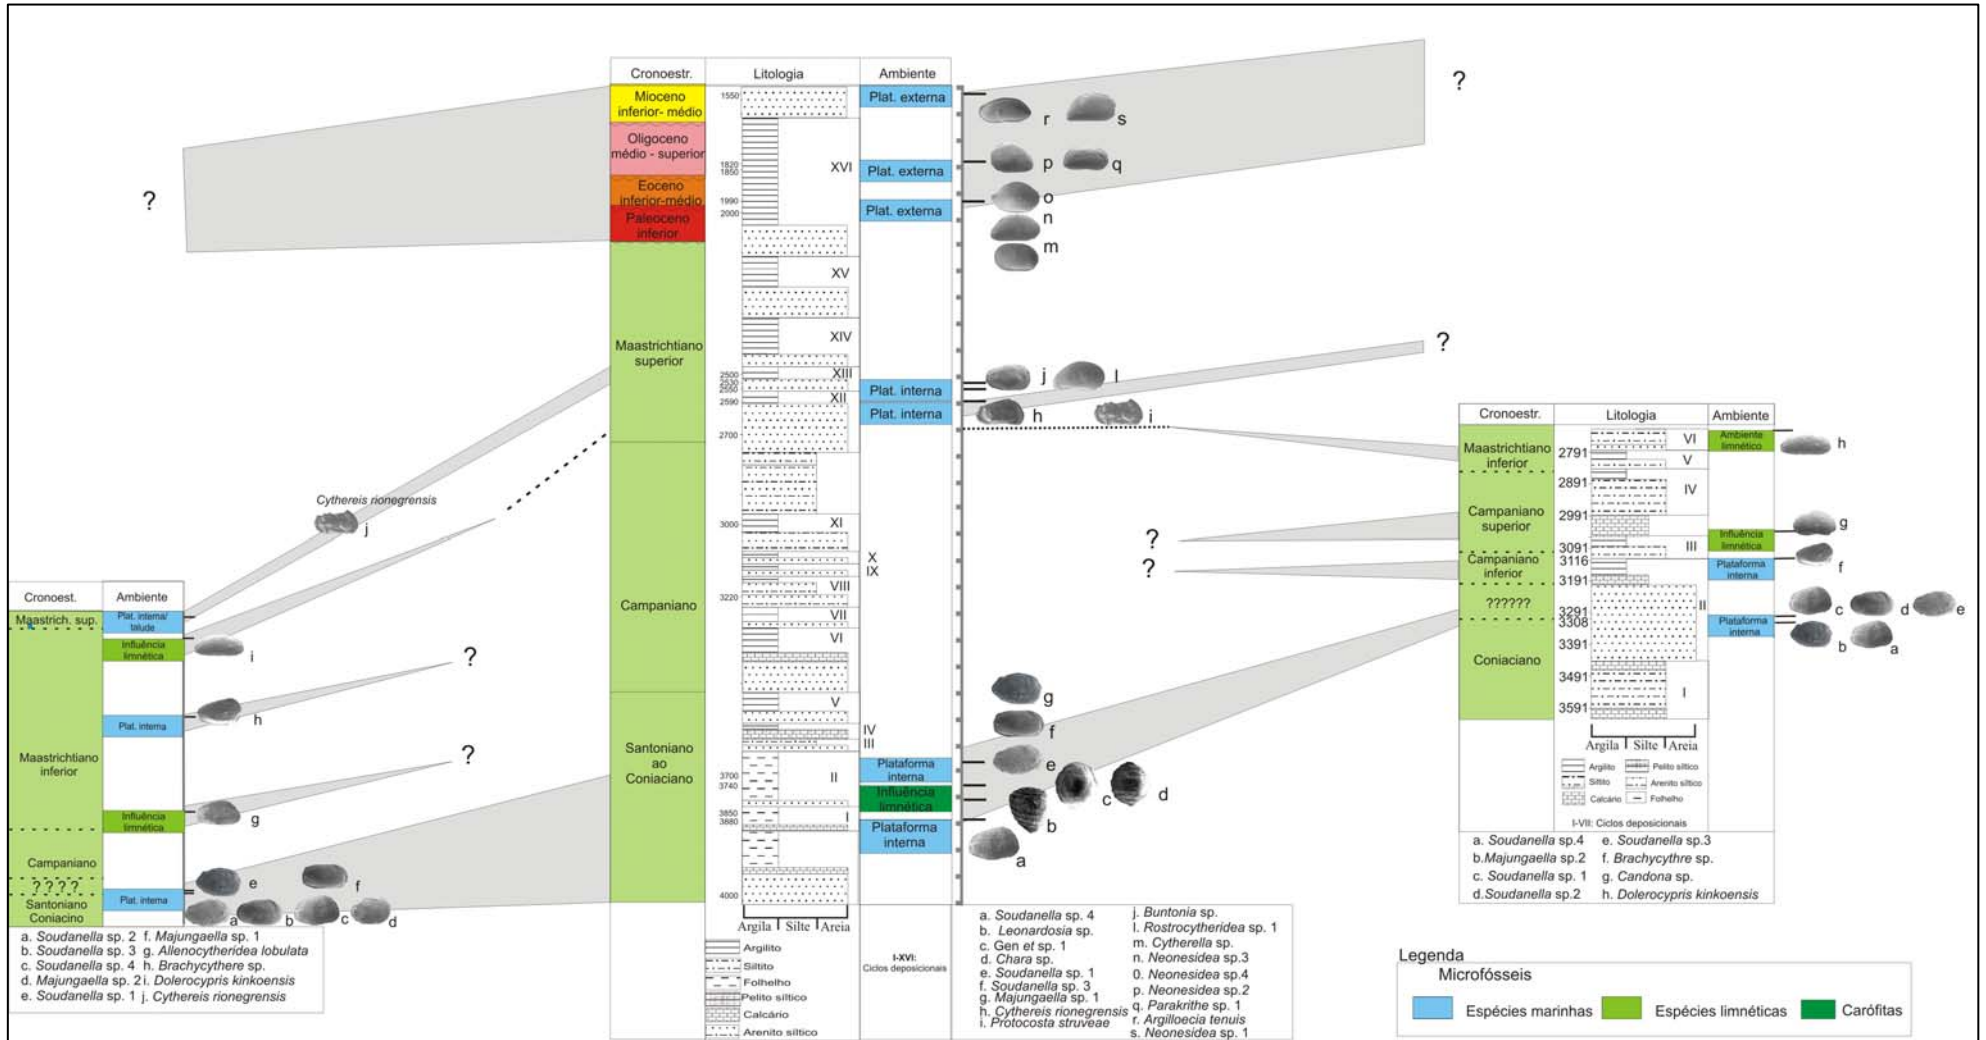 ?
Cronoestr.
Litologia
Ambiente
Mioceno
inferior- médio
Oligoceno
médio - superior
Eoceno
inferior-médio
Paleoceno
inferior
Maastrichtiano
superior
Campaniano
Santoniano
ao
Coniaciano
1550
1820
1850
1990
2000
2500
2590
2700
3000
3220
3700
3740
3850
3880
4000
XVI
XV
XIV
XIII
XII
XI
X
IX
VIII
VII
VI
V
IV
III
II
I
Plat. externa
Plat. externa
Plat. externa
Plat. interna
Plat. interna
Plataforma
interna
Influência
limnética
Plataforma
interna
r
s
p
q
o
n
m
j
l
h
i
g
f
e
c
d
b
a
?
?
Argila
Silte
Areia
Argilito
Siltito
Folhelho
Pelito síltico
Calcário
Arenito síltico
I-XVI:
Ciclos deposicionais
a. Soudanella sp. 4
b. Leonardosia sp.
c. Gen et sp. 1
d. Chara sp.
e. Soudanella sp. 1
f. Soudanella sp. 3
g. Majungaella sp. 1
h. Cythereis rionegrensis
i. Protocosta struveae
j. Buntonia sp.
l. Rostrocytheridea sp. 1
m. Cytherella sp.
n. Neonesidea sp.3
0. Neonesidea sp.4
p. Neonesidea sp.2
q. Parakrithe sp. 1
r. Argilloecia tenuis
s. Neonesidea sp. 1
Cythereis rionegrensis
j
Cronoest.
Ambiente
Maastrich. sup.
Maastrichtiano
inferior
Campaniano
? ? ? ?
Santoniano
Coniacino
Plat. interna/
talude
Influência
limnética
Plat. interna
Influência
limnética
Plat. interna
i
h
g
e
f
a
b
c
d
?
?
a. Soudanella sp. 2 f. Majungaella sp. 1
b. Soudanella sp. 3 g. Allenocytheridea lobulata
c. Soudanella sp. 4 h. Brachycythere sp.
d. Majungaella sp. 2 i. Dolerocypris kinkoensis
e. Soudanella sp. 1 j. Cythereis rionegrensis
Cronoestr.
Litologia
Ambiente
Maastrichtiano
inferior
Campaniano
superior
Campaniano
inferior
??????
Coniaciano
2791
2891
2991
3091
3116
3191
3291
3308
3391
3491
3591
VI
V
IV
III
II
I
Ambiente
limnético
Influência
limnética
Plataforma
interna
Plataforma
interna
h
g
f
c
d
e
b
a
?
?
Argila
Silte
Areia
Argilito
Pelito síltico
Siltito
Arenito síltico
Calcário
Folhelho
I-VII: Ciclos deposicionais
a. Soudanella sp.4 e. Soudanella sp.3
b. Majungaella sp.2 f. Brachycythre sp.
c. Soudanella sp. 1 g. Candona sp.
d. Soudanella sp.2 h. Dolerocypris kinkoensis
Legenda
Microfósseis
Espécies marinhas
Espécies limnéticas
Carófitas